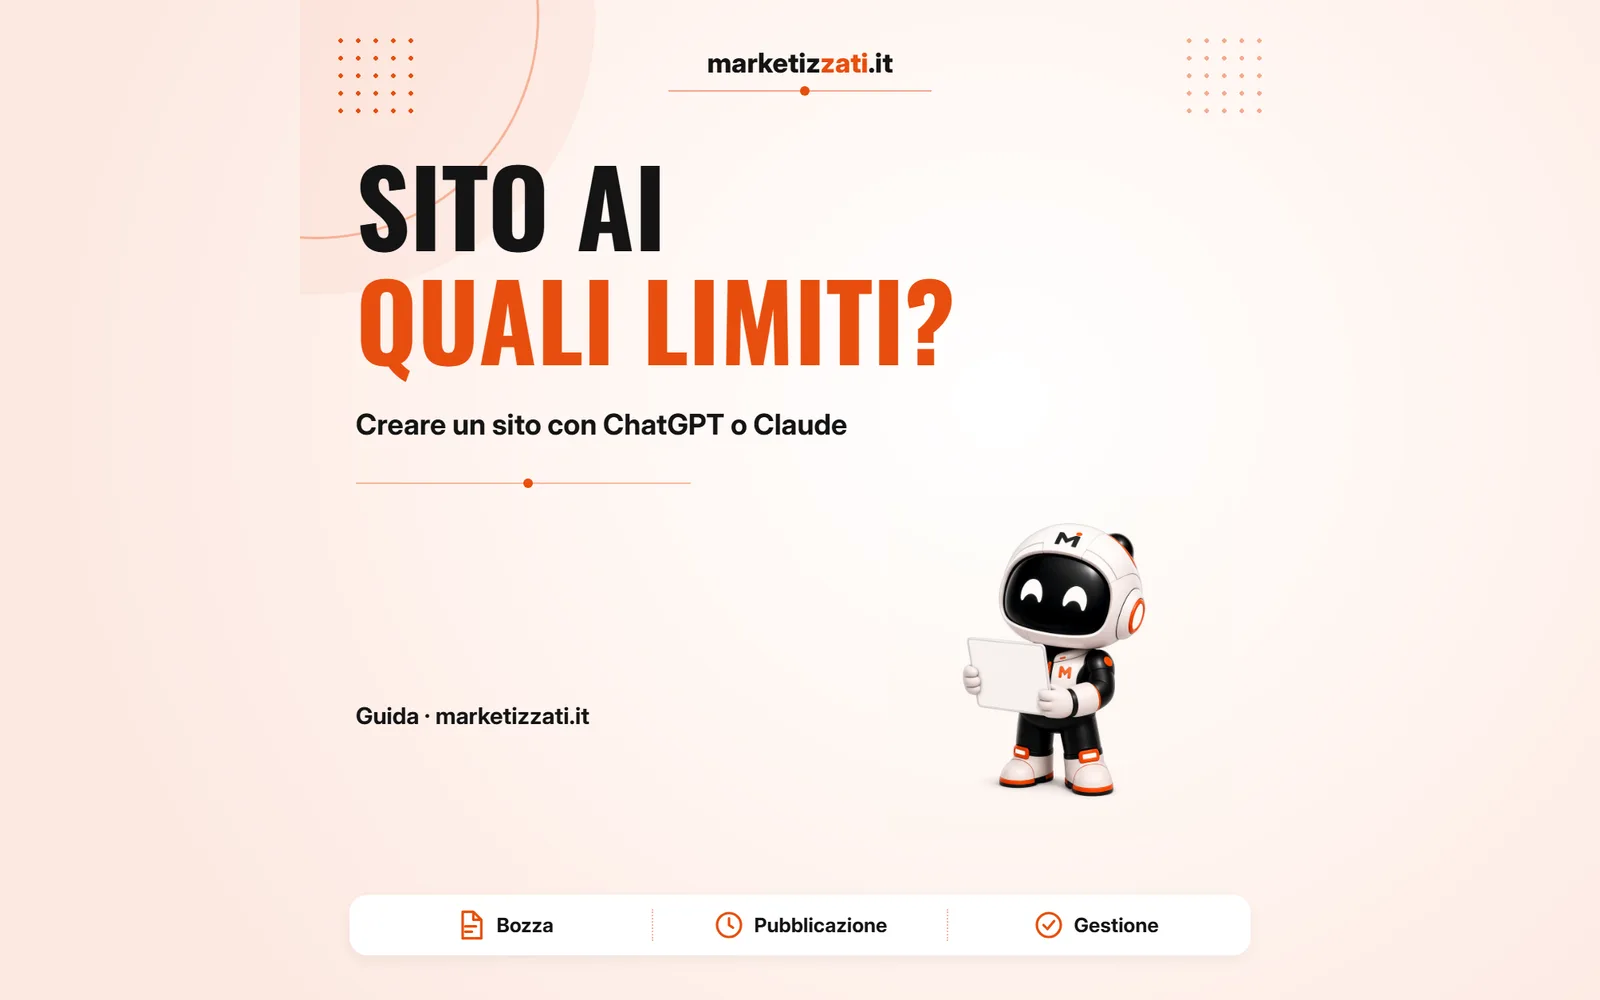 marketizzati.it
SITO AI
QUALI LIMITI?
Creare un sito con ChatGPT o Claude
M
M
Guida · marketizzati.it
Bozza
Pubblicazione
Gestione